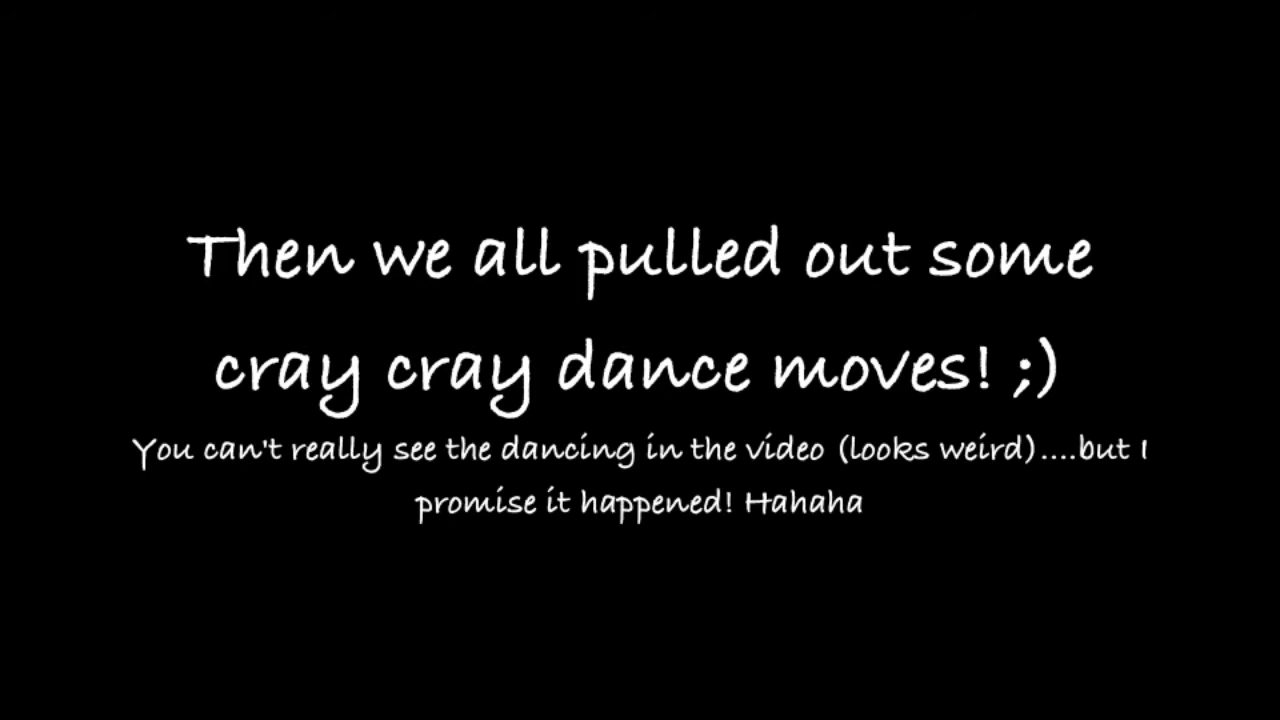 Then we all pulled out some
cray cray dance moves! ;)
You can't really see the dancing in the video (looks weird)....but I
promise it happened! Hahaha